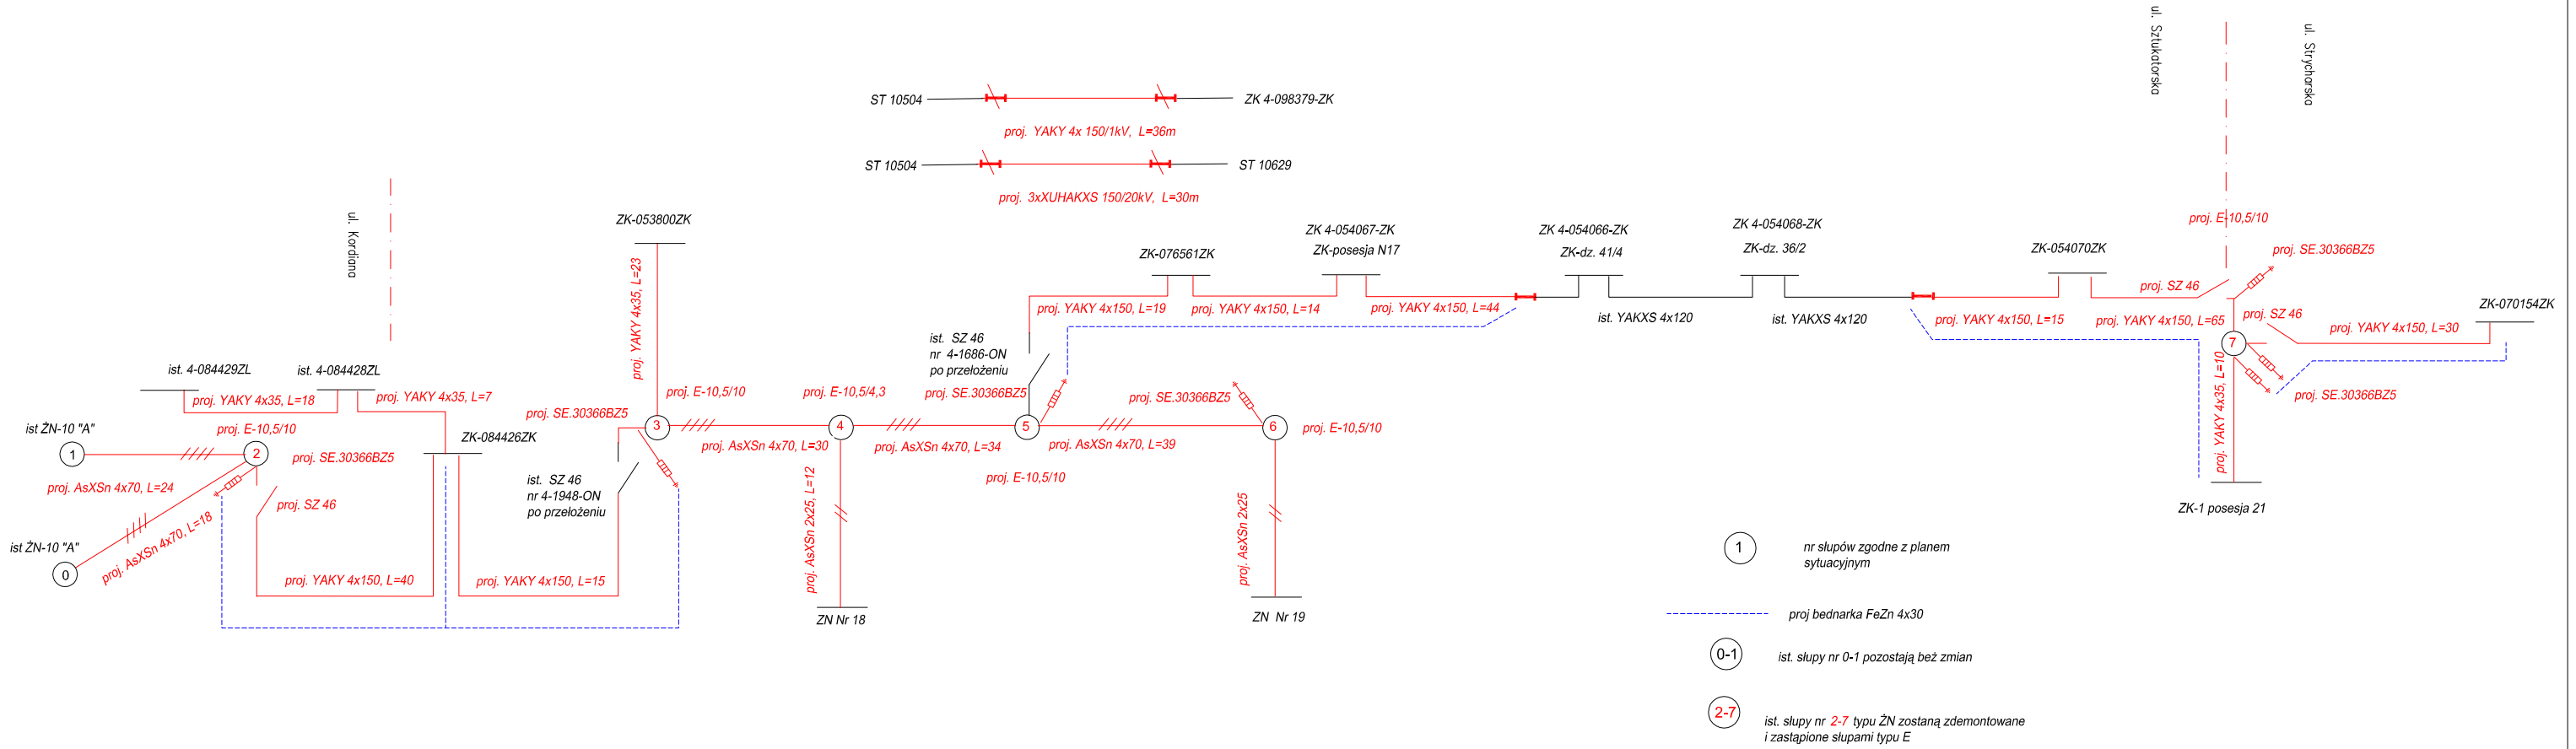 ul. Sztukatorska
ul. Strycharska
ST 10504
ZK 4-098379-ZK
proj. YAKY 4x 150/1kV, L=36m
ST 10504
ST 10629
proj. 3xXUHAKXS 150/20kV, L=30m
ul. Kordiana
ZK-053800ZK
proj. YAKY 4x35, L=23
ZK-076561ZK
ZK 4-054067-ZK
ZK-posesja N17
ZK 4-054066-ZK
ZK-dz. 41/4
ZK 4-054068-ZK
ZK-dz. 36/2
ZK-054070ZK
proj. E-10,5/10
proj. SE.30366BZ5
proj. SZ 46
ZK-070154ZK
proj. YAKY 4x150, L=19
proj. YAKY 4x150, L=14
proj. YAKY 4x150, L=44
ist. YAKXS 4x120
ist. YAKXS 4x120
proj. YAKY 4x150, L=15
proj. YAKY 4x150, L=65
proj. SZ 46
proj. YAKY 4x150, L=30
7
proj. YAKY 4x35, L=10
proj. SE.30366BZ5
ZK-1 posesja 21
ist. SZ 46
nr 4-1686-ON
po przełożeniu
ist. 4-084429ZL
ist. 4-084428ZL
proj. YAKY 4x35, L=18
proj. YAKY 4x35, L=7
ist ŻN-10 "A"
1
proj. E-10,5/10
2
proj. SE.30366BZ5
ZK-084426ZK
proj. AsXSn 4x70, L=24
proj. SZ 46
ist ŻN-10 "A"
0
proj. AsXSn 4x70, L=18
proj. YAKY 4x150, L=40
proj. YAKY 4x150, L=15
proj. SE.30366BZ5
3
proj. E-10,5/10
ist. SZ 46
nr 4-1948-ON
po przełożeniu
proj. AsXSn 4x70, L=30
proj. E-10,5/4,3
4
proj. AsXSn 2x25, L=12
ZN Nr 18
proj. AsXSn 4x70, L=34
proj. SE.30366BZ5
5
proj. E-10,5/10
proj. AsXSn 4x70, L=39
proj. SE.30366BZ5
6
proj. E-10,5/10
proj. AsXSn 2x25
ZN Nr 19
1
nr słupów zgodne z planem
sytuacyjnym
proj bednarka FeZn 4x30
0-1
ist. słupy nr 0-1 pozostają beż zmian
2-7
ist. słupy nr 2-7 typu ŻN zostaną zdemontowane
i zastąpione słupami typu E